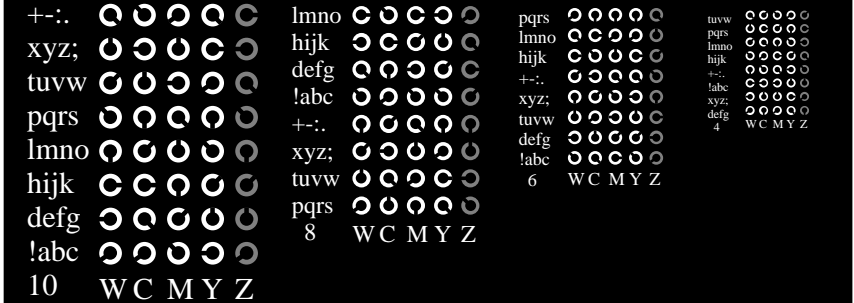 +-:.
xyz;
tuvw
pqrs
lmno
hijk
defg
!abc
10 W C M Y Z
lmno
hijk
defg
!abc
+-:.
xyz;
tuvw
pqrs
8 W C M Y Z
pqrs
lmno
hijk
+-:.
xyz;
tuvw
defg
!abc
6 W C M Y Z
tuvw
pqrs
lmno
hijk
+-:.
!abc
xyz;
defg
4 W C M Y Z